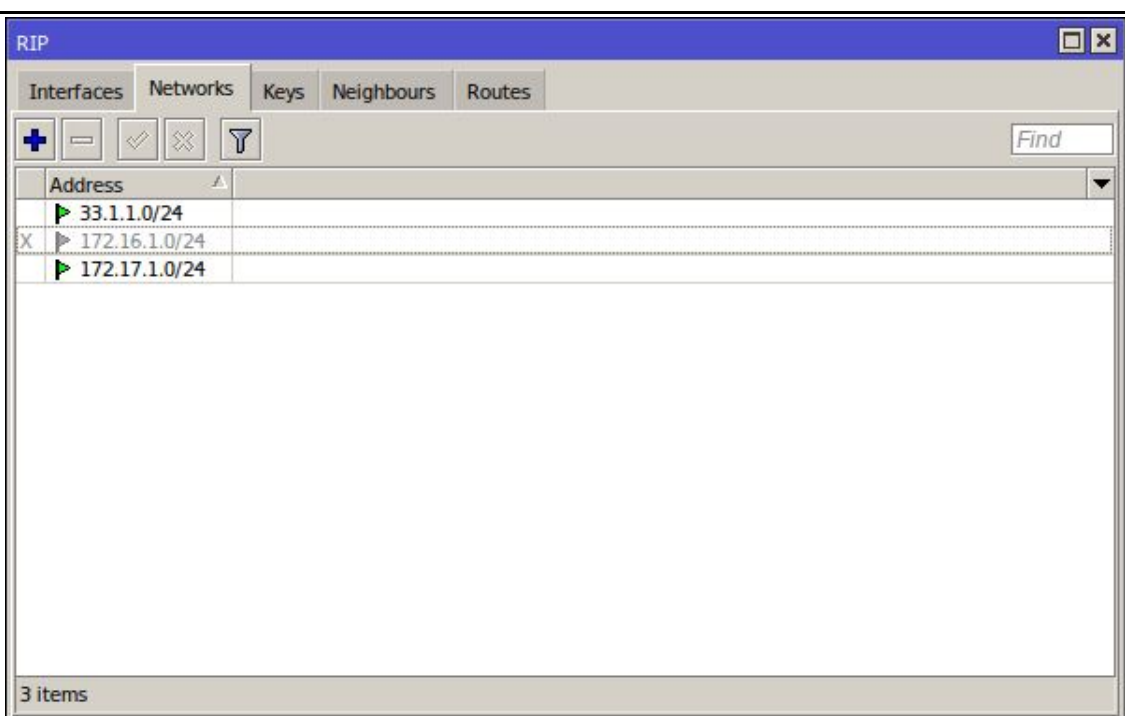 RIP
Interfaces Networks Keys Neighbours Routes
Find
Address
33.1.1.0/24
X 172.16.1.0/24
172.17.1.0/24
3 items